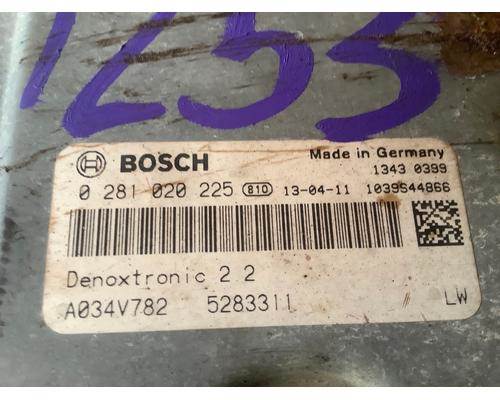 1253
BOSCH
Made in Germany
1343 0399
0 281 020 225 810 13-04-11 1039S44866
Denoxtronic 2 2
A034V782 5283311
LW